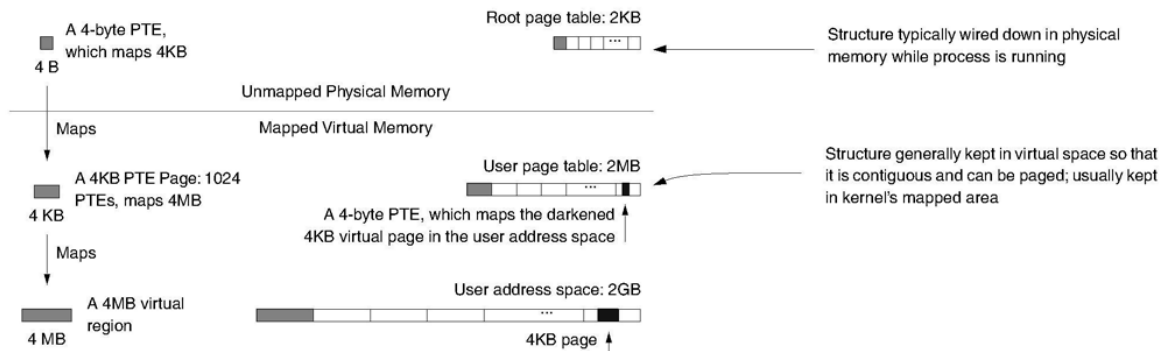 A 4-byte PTE,
which maps 4KB
4 B
Root page table: 2KB
...
Structure typically wired down in physical
memory while process is running
Unmapped Physical Memory
Mapped Virtual Memory
Maps
A 4KB PTE Page: 1024
PTEs, maps 4MB
4 KB
User page table: 2MB
...
Structure generally kept in virtual space so that
it is contiguous and can be paged; usually kept
in kernel's mapped area
A 4-byte PTE, which maps the darkened
4KB virtual page in the user address space
Maps
A 4MB virtual
region
4 MB
User address space: 2GB
...
4KB page